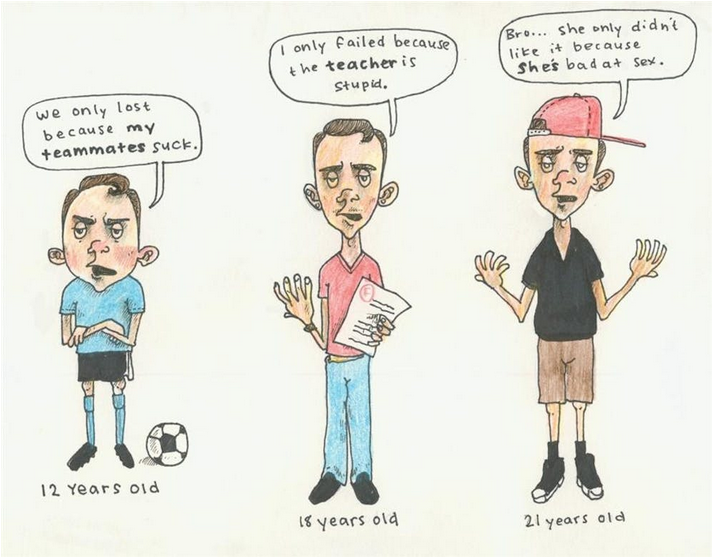 We only lost
because my
teammates suck.
12 Years old
I only failed because
the teacher is
stupid.
F
18 years old
Bro... she only didn't
like it because
she's bad at sex.
21 years old